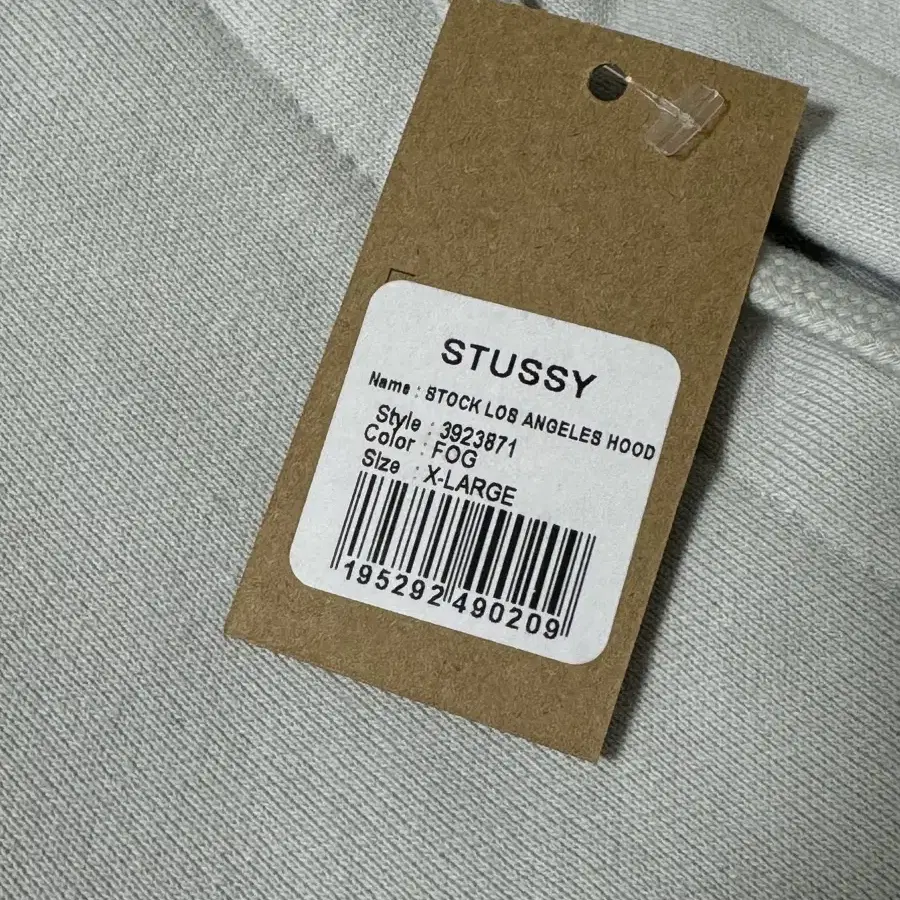 STUSSY
Name : STOCK LOS ANGELES HOOD
Style : 3923871
Color : FOG
Size : X-LARGE
195292 490209